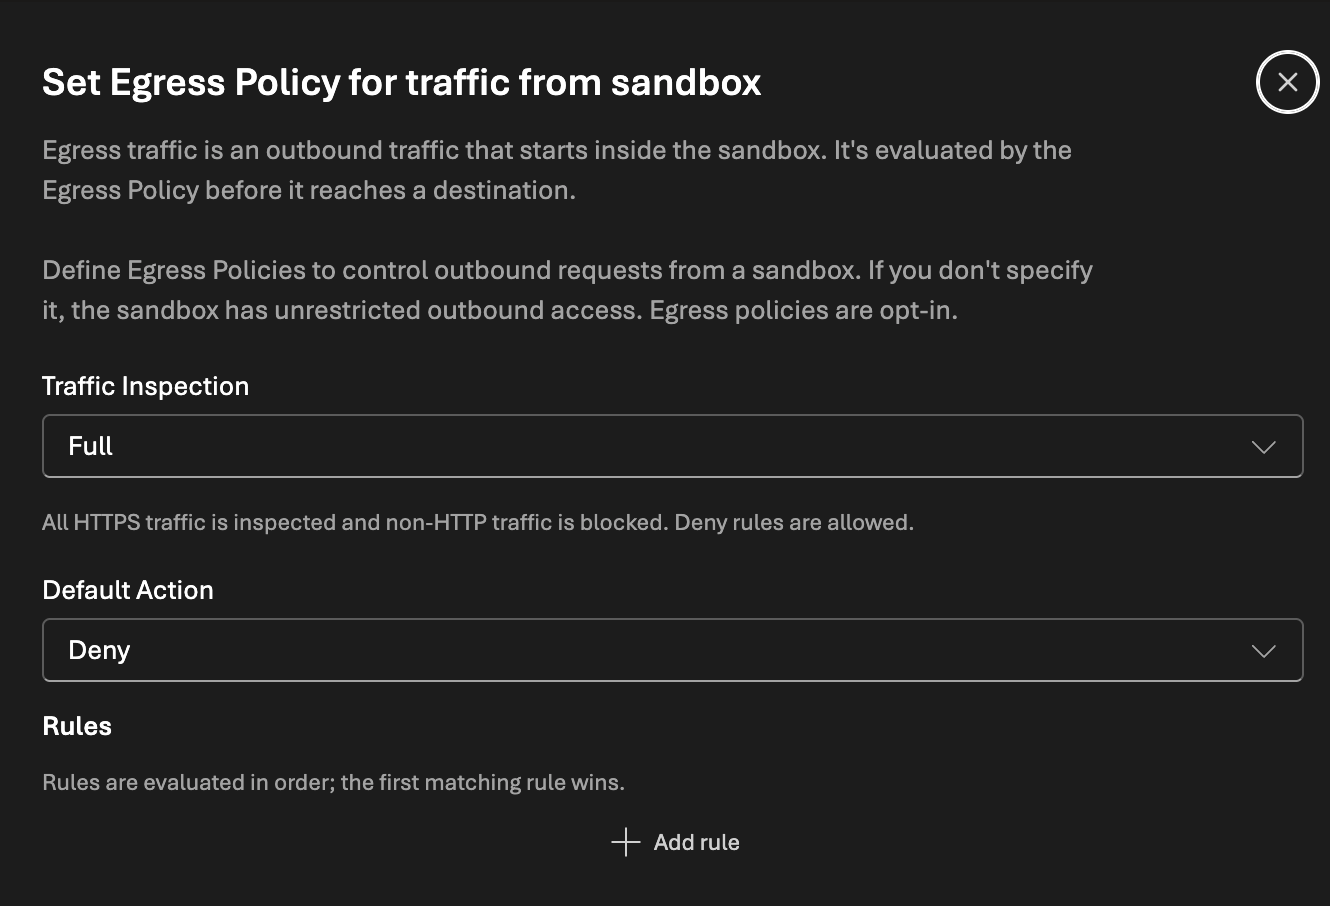 Set Egress Policy for traffic from sandbox
Egress traffic is an outbound traffic that starts inside the sandbox. It's evaluated by the
Egress Policy before it reaches a destination.
Define Egress Policies to control outbound requests from a sandbox. If you don't specify
it, the sandbox has unrestricted outbound access. Egress policies are opt-in.
Traffic Inspection
Full
All HTTPS traffic is inspected and non-HTTP traffic is blocked. Deny rules are allowed.
Default Action
Deny
Rules
Rules are evaluated in order; the first matching rule wins.
Add rule